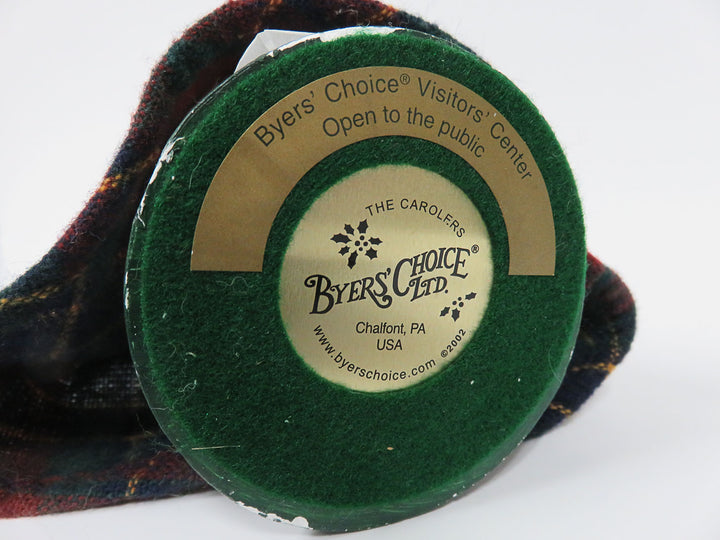 Byers' Choice® Visitors' Center
Open to the public
THE CAROLERS
BYERS' CHOICE®
LTD.
Chalfont, PA
USA
www.byerschoice.com ©2002